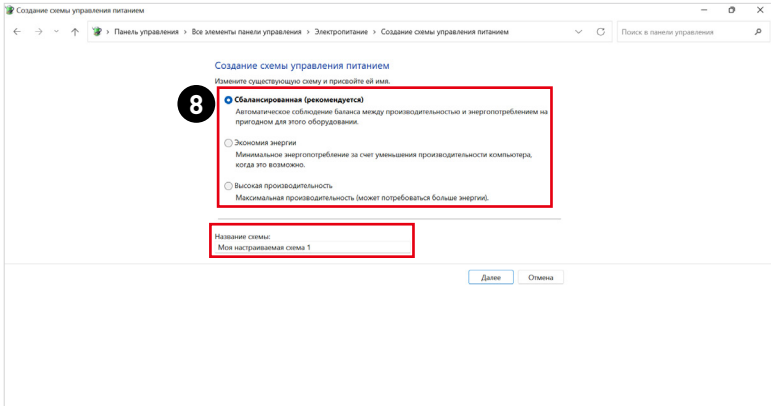 Создание схемы управления питанием
Панель управления > Все элементы панели управления > Электропитание > Создание схемы управления питанием
Поиск в панели управления
Создание схемы управления питанием
Измените существующую схему и присвойте ей имя.
8
Сбалансированная (рекомендуется)
Автоматическое соблюдение баланса между производительностью и энергопотреблением на
пригодном для этого оборудовании.
Экономия энергии
Минимальное энергопотребление за счет уменьшения производительности компьютера,
когда это возможно.
Высокая производительность
Максимальная производительность (может потребоваться больше энергии).
Название схемы:
Моя настраиваемая схема 1
Далее
Отмена